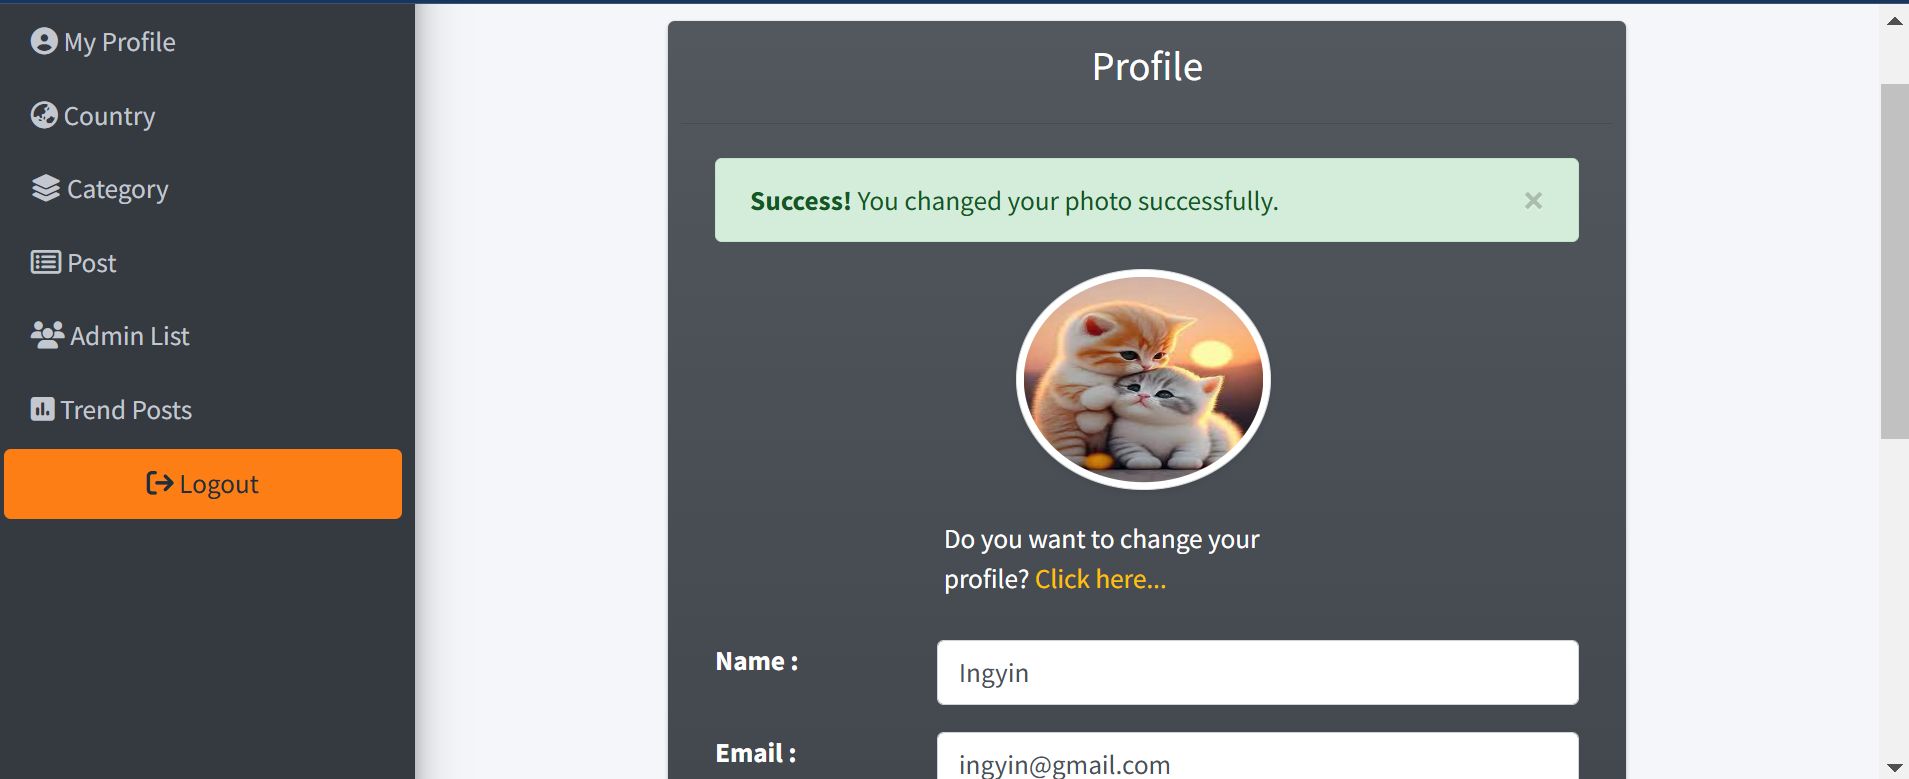 My Profile
Country
Category
Post
Admin List
Trend Posts
Logout
Profile
Success! You changed your photo successfully.
×
Do you want to change your
profile? Click here...
Name :
Ingyin
Email :
ingyin@gmail.com